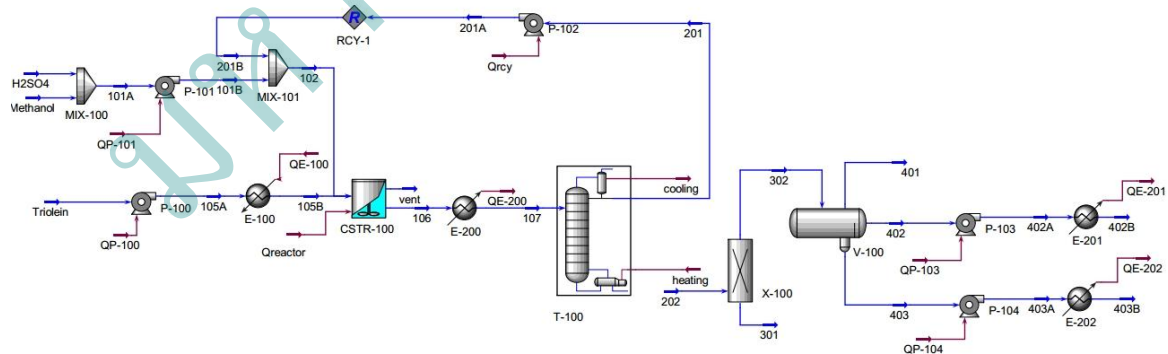 201A
P-102
201
R
RCY-1
Qrcy
201B
102
H2SO4
101A
P-101
101B
MIX-101
Methanol
MIX-100
QP-101
QE-100
302
401
cooling
QE-201
Triolein
P-100
105A
E-100
105B
vent
QE-200
106
107
402
P-103
402A
402B
V-100
E-201
CSTR-100
E-200
QP-100
Qreactor
QP-103
QE-202
heating
202
X-100
T-100
301
403
P-104
403A
403B
E-202
QP-104